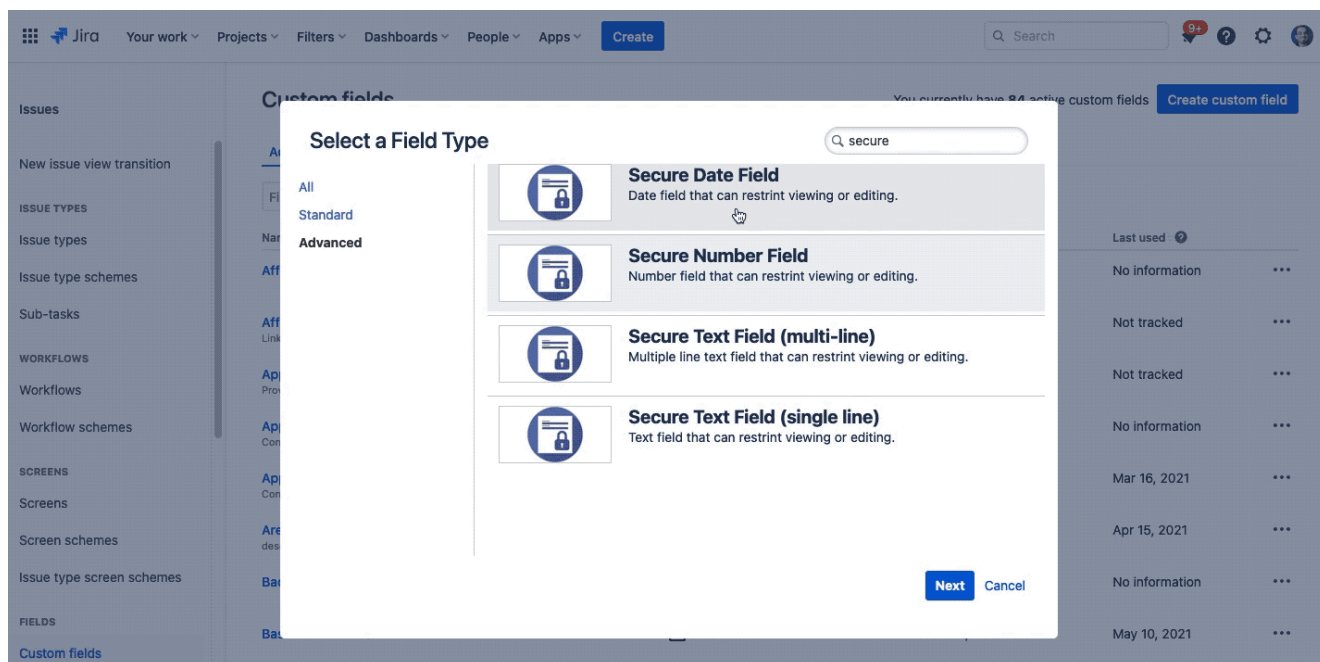 Jira Your work Projects Filters Dashboards People Apps Create Search 9+
Issues
New issue view transition
ISSUE TYPES
Issue types
Issue type schemes
Sub-tasks
WORKFLOWS
Workflows
Workflow schemes
SCREENS
Screens
Screen schemes
Issue type screen schemes
FIELDS
Custom fields
Custom fields
You currently have 84 active custom fields Create custom field
Select a Field Type
secure
All
Standard
Advanced
Secure Date Field
Date field that can restrint viewing or editing.
Secure Number Field
Number field that can restrint viewing or editing.
Secure Text Field (multi-line)
Multiple line text field that can restrint viewing or editing.
Secure Text Field (single line)
Text field that can restrint viewing or editing.
Next Cancel
Last used
No information
Not tracked
Not tracked
No information
Mar 16, 2021
Apr 15, 2021
No information
May 10, 2021